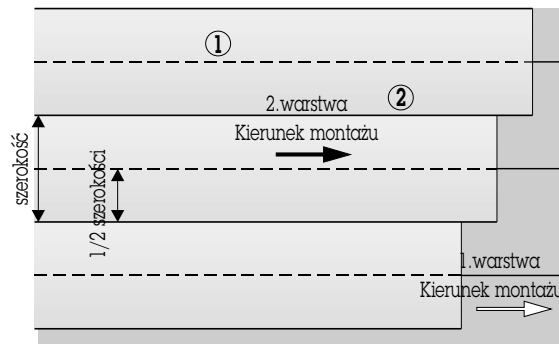 1
2.warstwa 2
Kierunek montażu
szerokość
1/2 szerokości
1.warstwa
Kierunek montażu